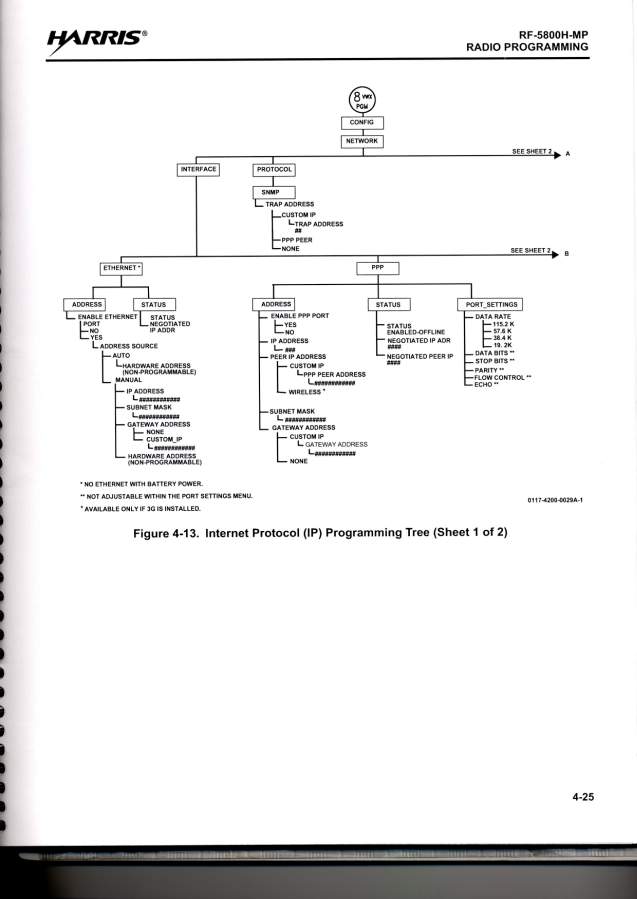 HARRIS®
RF-5800H-MP
RADIO PROGRAMMING
8 VWX
PGM
CONFIG
NETWORK
SEE SHEET 2 A
INTERFACE
PROTOCOL
SNMP
TRAP ADDRESS
CUSTOM IP
TRAP ADDRESS
##
PPP PEER
NONE
SEE SHEET 2 B
ETHERNET *
PPP
ADDRESS
STATUS
ENABLE ETHERNET
PORT
NO
YES
ADDRESS SOURCE
AUTO
HARDWARE ADDRESS
(NON-PROGRAMMABLE)
MANUAL
IP ADDRESS
############
SUBNET MASK
############
GATEWAY ADDRESS
NONE
CUSTOM_IP
############
HARDWARE ADDRESS
(NON-PROGRAMMABLE)
STATUS
NEGOTIATED
IP ADDR
ADDRESS
ENABLE PPP PORT
YES
NO
IP ADDRESS
###
PEER IP ADDRESS
CUSTOM IP
PPP PEER ADDRESS
############
WIRELESS +
SUBNET MASK
############
GATEWAY ADDRESS
CUSTOM IP
GATEWAY ADDRESS
############
NONE
STATUS
STATUS
ENABLED-OFFLINE
NEGOTIATED IP ADR
####
NEGOTIATED PEER IP
####
PORT_SETTINGS
DATA RATE
115.2 K
57.6 K
38.4 K
19. 2K
DATA BITS **
STOP BITS **
PARITY **
FLOW CONTROL **
ECHO **
* NO ETHERNET WITH BATTERY POWER.
** NOT ADJUSTABLE WITHIN THE PORT SETTINGS MENU.
+ AVAILABLE ONLY IF 3G IS INSTALLED.
0117-4200-0029A-1
Figure 4-13. Internet Protocol (IP) Programming Tree (Sheet 1 of 2)
4-25